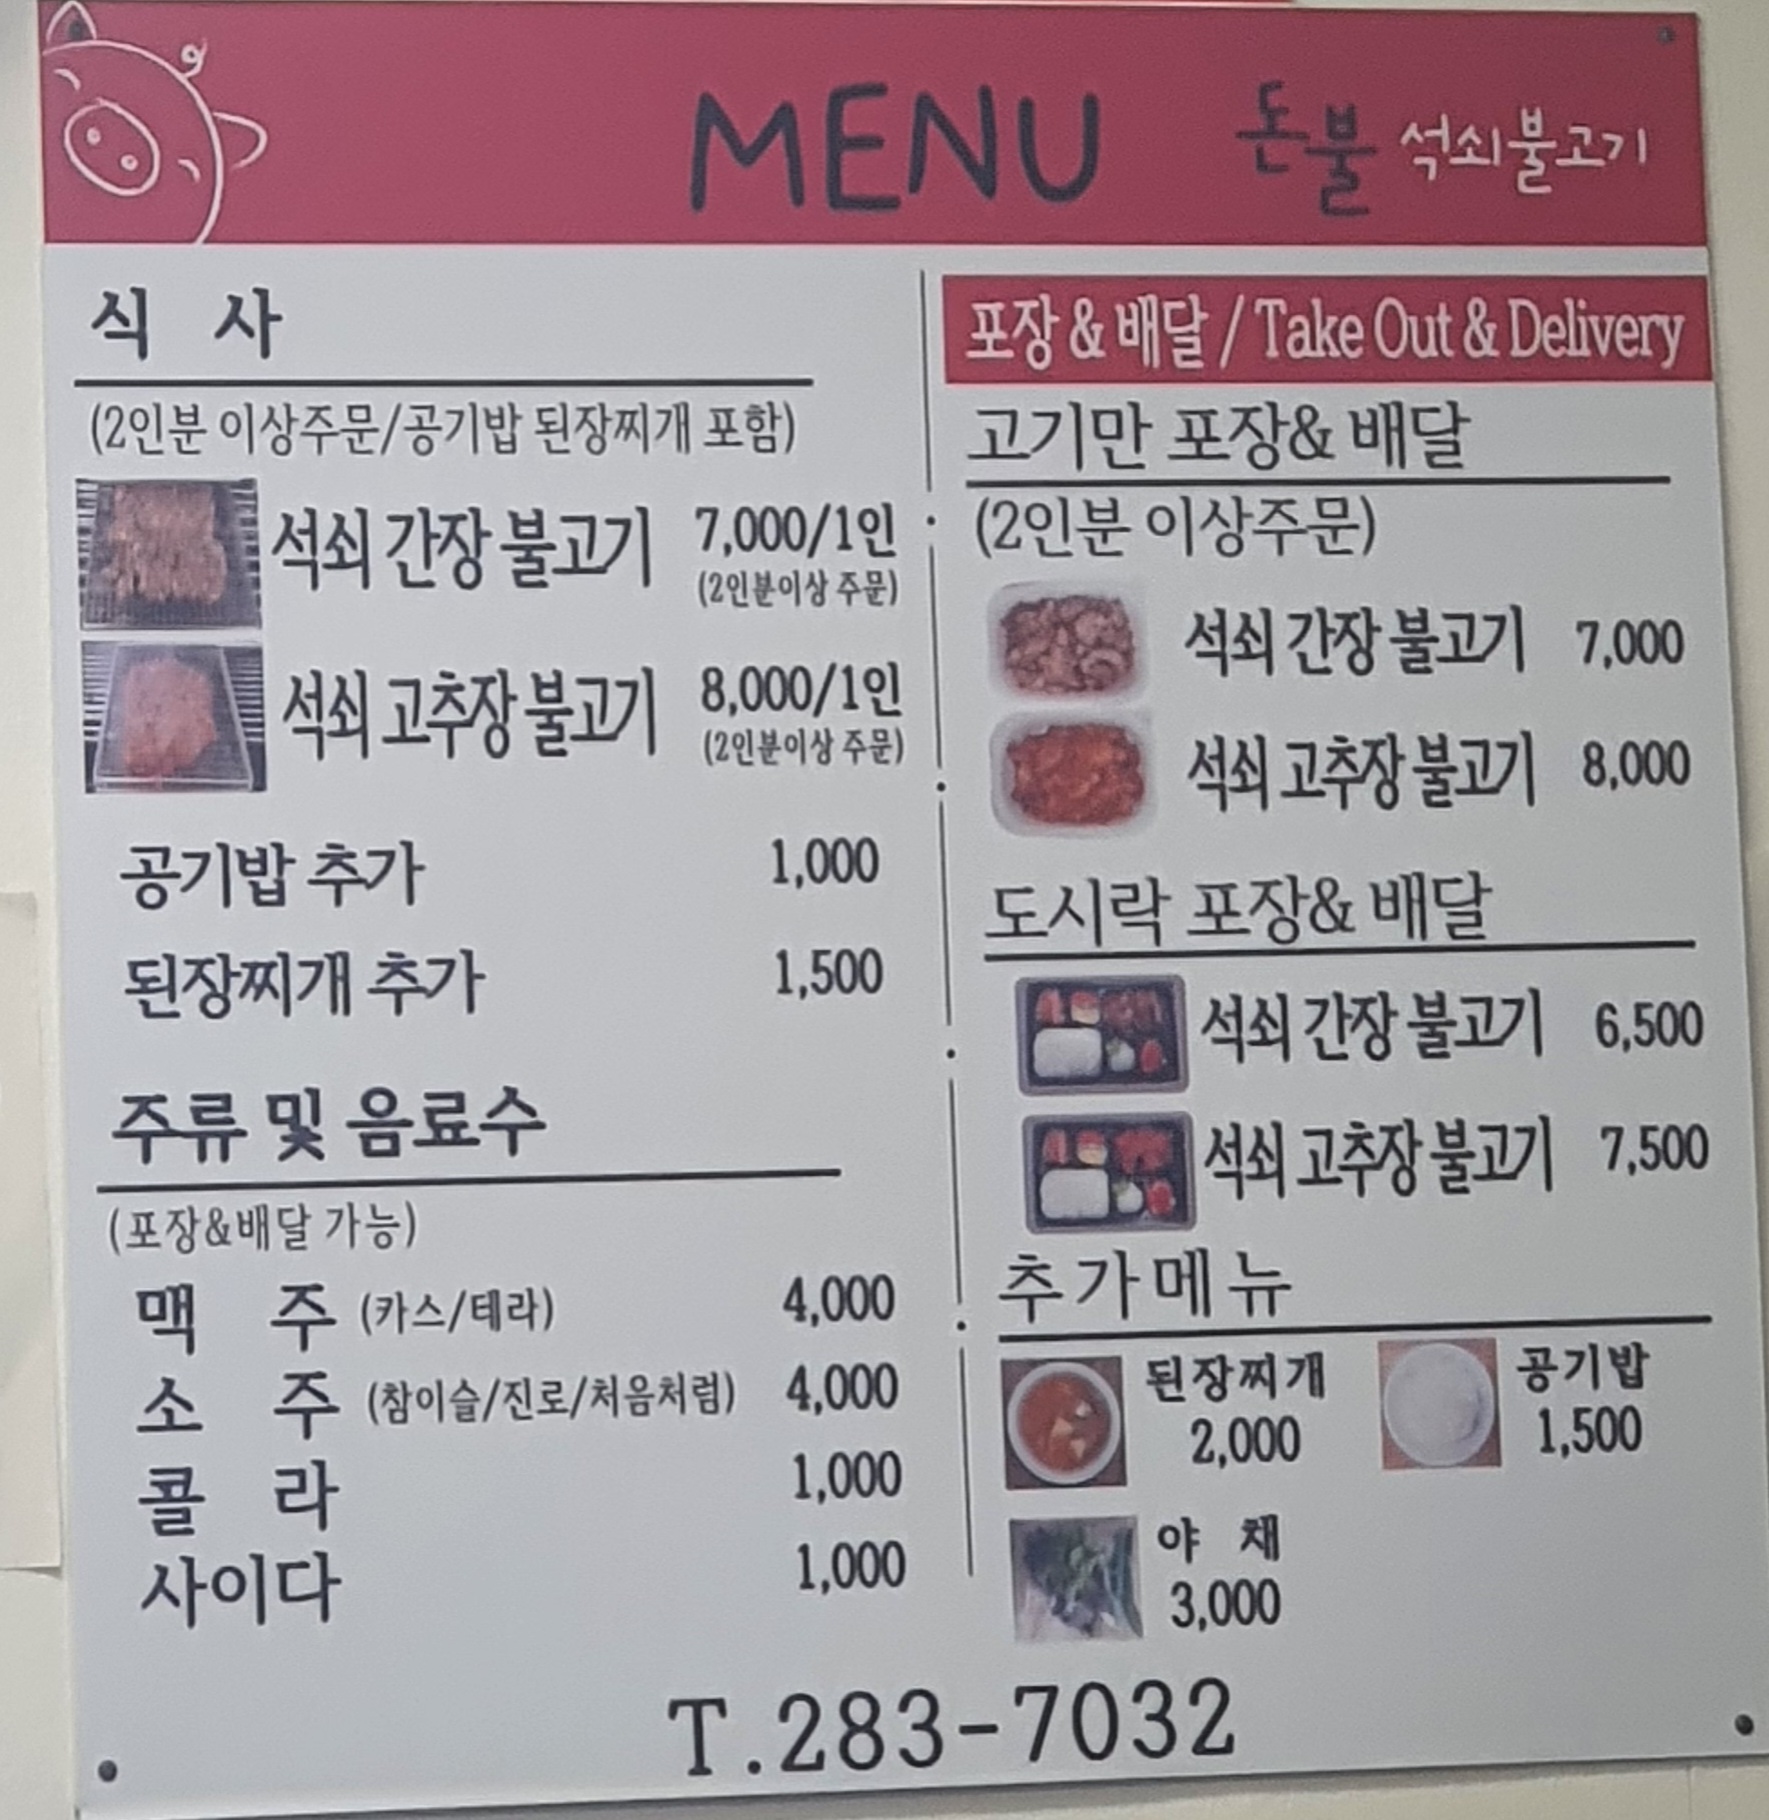 MENU 돈불 석쇠불고기
식 사
(2인분 이상주문/공기밥 된장찌개 포함)
석쇠 간장 불고기 7,000/1인
(2인분이상 주문)
석쇠 고추장 불고기 8,000/1인
(2인분이상 주문)
공기밥 추가 1,000
된장찌개 추가 1,500
주류 및 음료수
(포장&배달 가능)
맥 주 (카스/테라) 4,000
소 주 (참이슬/진로/처음처럼) 4,000
콜 라 1,000
사이다 1,000
포장 & 배달 / Take Out & Delivery
고기만 포장& 배달
(2인분 이상주문)
석쇠 간장 불고기 7,000
석쇠 고추장 불고기 8,000
도시락 포장& 배달
석쇠 간장 불고기 6,500
석쇠 고추장 불고기 7,500
추가메뉴
된장찌개 공기밥
2,000 1,500
야 채
3,000
T.283-7032